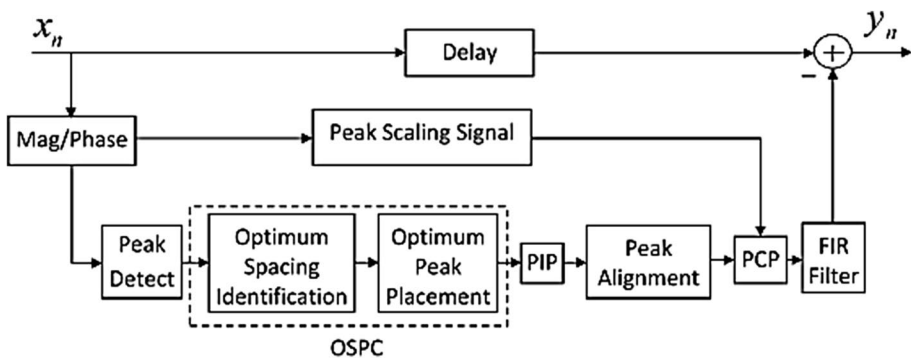 x_n
y_n
Delay
+
−
Mag/Phase
Peak Scaling Signal
Peak
Detect
Optimum
Spacing
Identification
Optimum
Peak
Placement
PIP
Peak
Alignment
PCP
FIR
Filter
OSPC